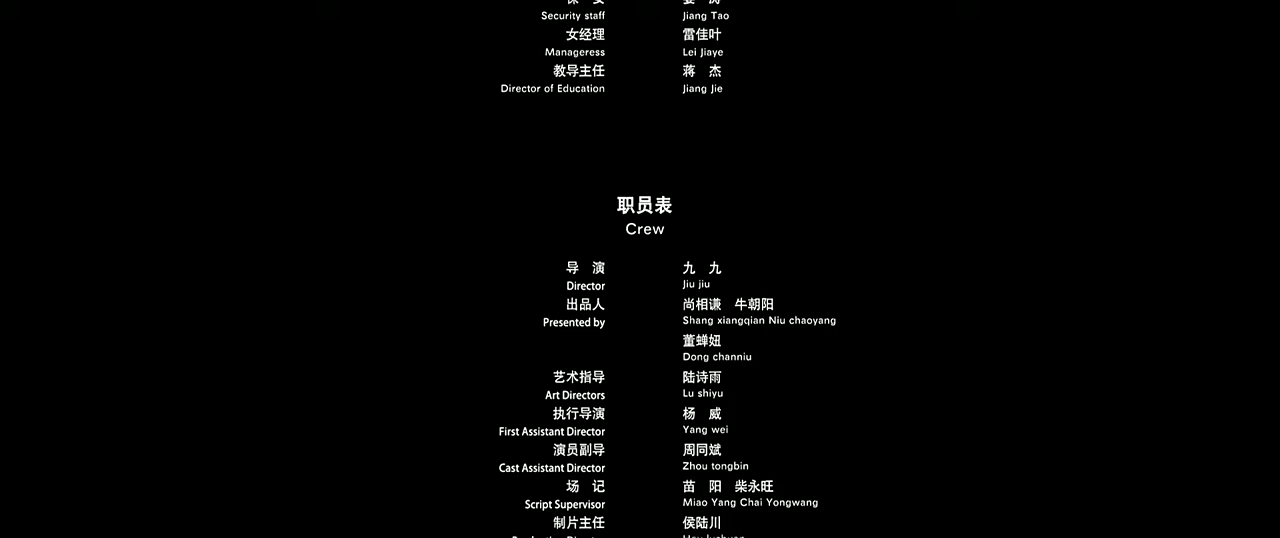 Security staff Jiang Tao
女经理 雷佳叶
Manageress Lei Jiaye
教导主任 蒋 杰
Director of Education Jiang Jie
职员表
Crew
导 演 九 九
Director Jiu jiu
出品人 尚相谦 牛朝阳
Presented by Shang xiangqian Niu chaoyang
董蝉妞
Dong channiu
艺术指导 陆诗雨
Art Directors Lu shiyu
执行导演 杨 威
First Assistant Director Yang wei
演员副导 周同斌
Cast Assistant Director Zhou tongbin
场 记 苗 阳 柴永旺
Script Supervisor Miao Yang Chai Yongwang
制片主任 侯陆川